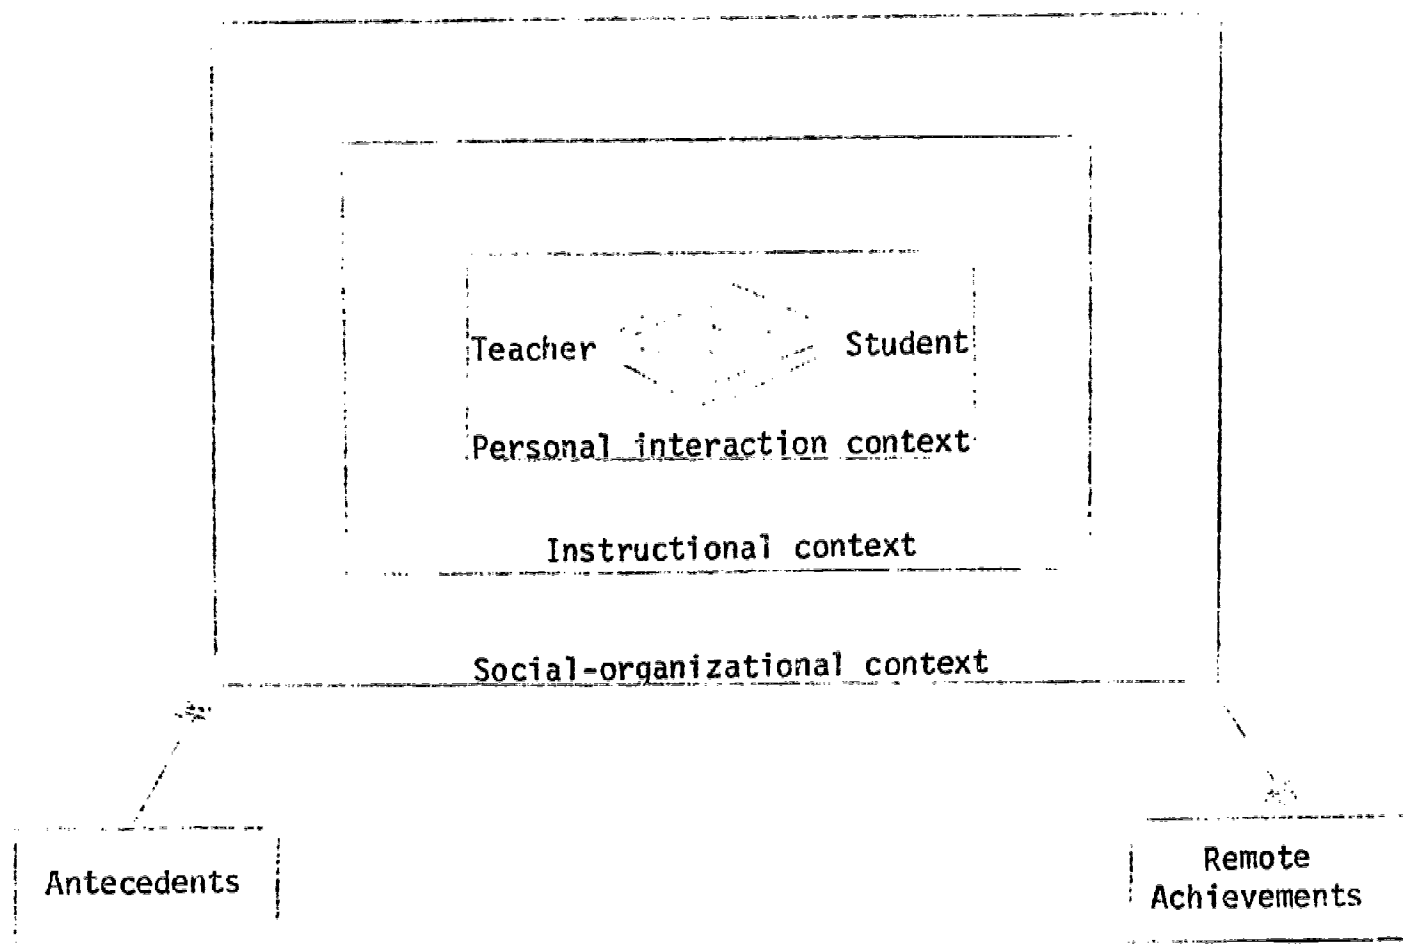 Teacher Student
Personal interaction context
Instructional context
Social-organizational context
Antecedents
Remote
Achievements